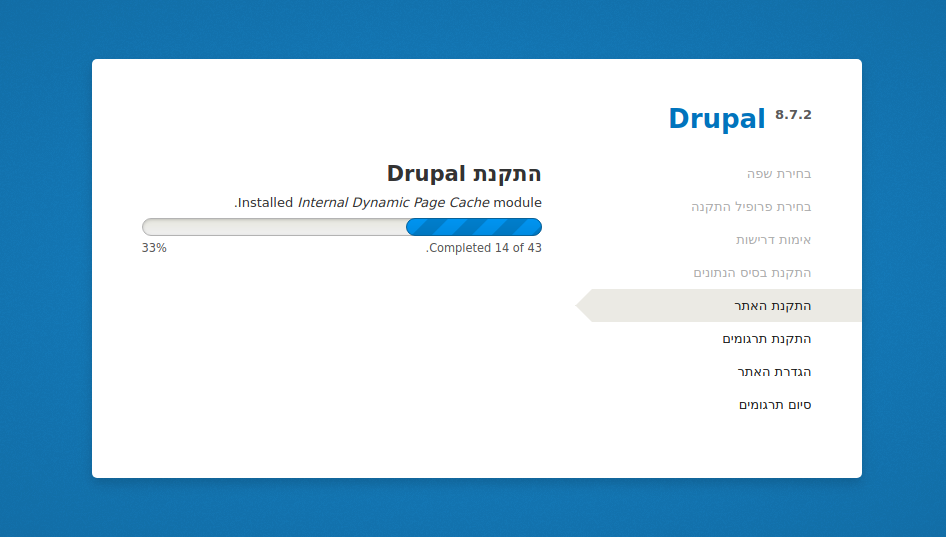 Drupal 8.7.2
בחירת שפה
בחירת פרופיל התקנה
אימות דרישות
התקנת בסיס הנתונים
התקנת האתר
התקנת תרגומים
הגדרת האתר
סיום תרגומים
התקנת Drupal
Installed Internal Dynamic Page Cache module.
Completed 14 of 43.
33%